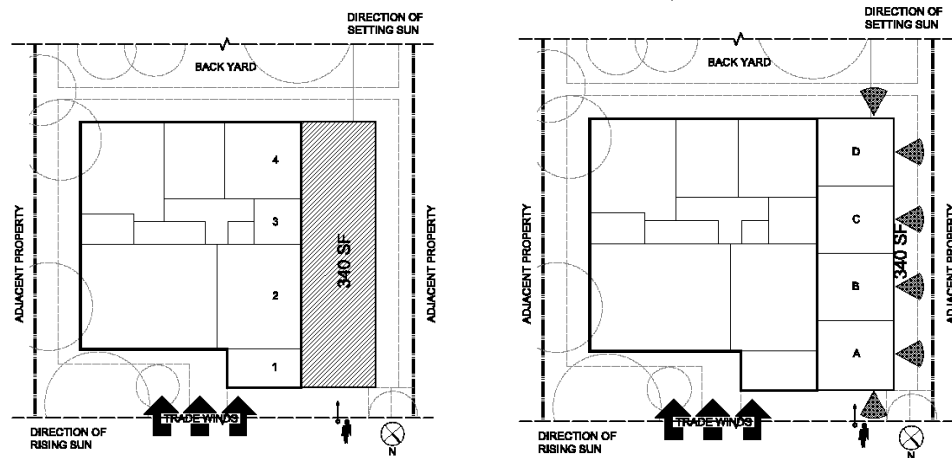 DIRECTION OF
SETTING SUN
BACK YARD
ADJACENT PROPERTY
4
3
2
1
340 SF
ADJACENT PROPERTY
TRADE WINDS
DIRECTION OF
RISING SUN
N
DIRECTION OF
SETTING SUN
BACK YARD
ADJACENT PROPERTY
D
C
B
A
340 SF
ADJACENT PROPERTY
TRADE WINDS
DIRECTION OF
RISING SUN
N